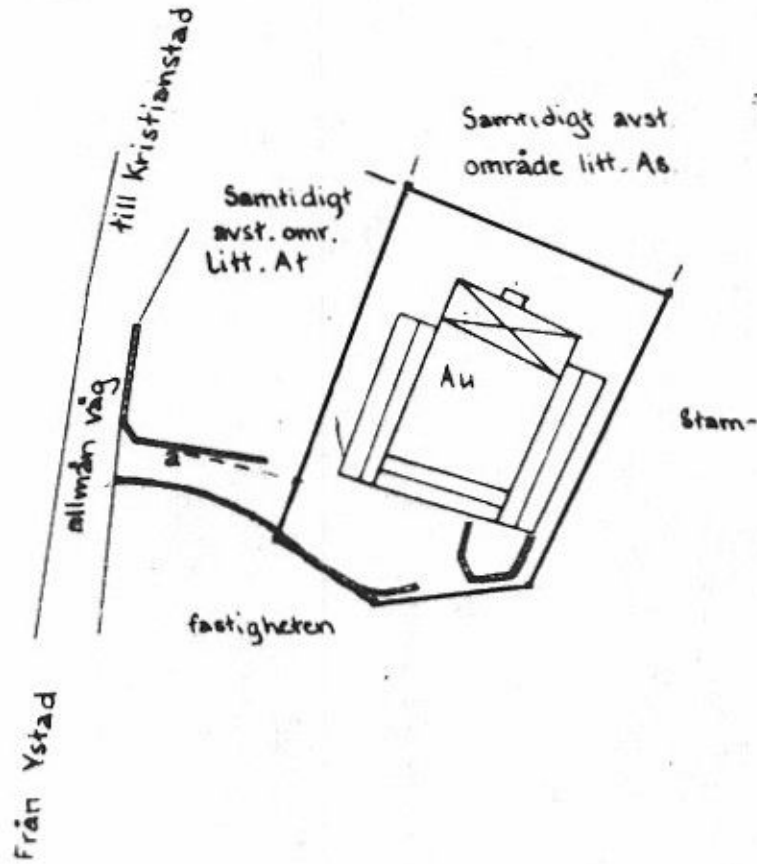 till Kristianstad
Samtidigt avst.
område litt. As.
Samtidigt
avst. omr.
Litt. At
Au
Stam-
allmän väg
fastigheten
Från Ystad